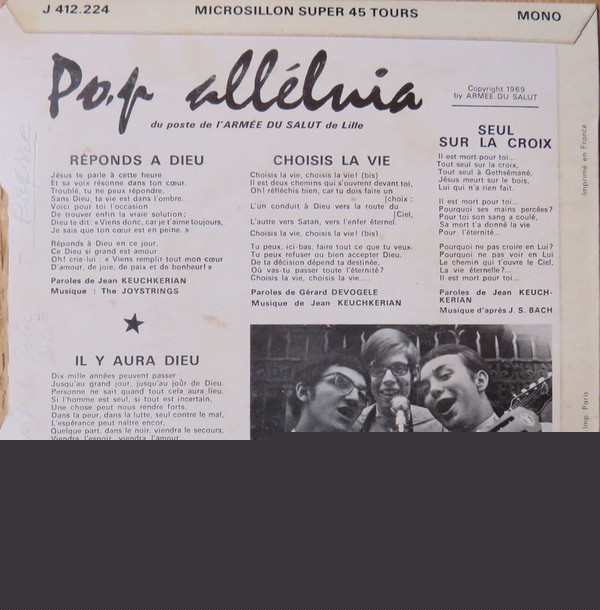 J 412.224
MICROSILLON SUPER 45 TOURS
MONO
Pop alléluia
Copyright 1969
by ARMÉE DU SALUT
du poste de l'ARMÉE DU SALUT de Lille
RÉPONDS A DIEU
Jésus te parle à cette heure
Et sa voix résonne dans ton cœur.
Troublé, tu ne peux répondre,
Sans Dieu, ta vie est dans l'ombre.
Voici pour toi l'occasion
De trouver enfin la vraie solution ;
Dieu te dit : « Viens donc, car je t'aime toujours,
Je sais que ton cœur est en peine. »
Réponds à Dieu en ce jour,
Ce Dieu si grand est amour
Oh! crie-lui : « Viens remplir tout mon cœur
D'amour, de joie, de paix et de bonheur! »
Paroles de Jean KEUCHKERIAN
Musique : The JOYSTRINGS
CHOISIS LA VIE
Choisis la vie, choisis la vie! (bis)
Il est deux chemins qui s'ouvrent devant toi,
Oh! réfléchis bien, car tu dois faire un
[choix :
L'un conduit à Dieu vers la route du
[Ciel,
L'autre vers Satan, vers l'enfer éternel.
Choisis la vie, choisis la vie! (bis).
Tu peux, ici-bas, faire tout ce que tu veux-
Tu peux refuser ou bien accepter Dieu.
De ta décision dépend ta destinée,
Où vas-tu passer toute l'éternité?
Choisis la vie, choisis la vie....
Paroles de Gérard DEVOGELE
Musique de Jean KEUCHKERIAN
SEUL
SUR LA CROIX
Il est mort pour toi...
Tout seul sur la croix,
Tout seul à Gethsémané,
Jésus meurt sur le bois,
Lui qui n'a rien fait.
Il est mort pour toi...
Pourquoi ses mains percées?
Pour toi son sang a coulé,
Sa mort t'a donné la vie
Pour l'éternité...
Pourquoi ne pas croire en Lui?
Pourquoi ne pas voir en Lui
Le chemin qui t'ouvre le Ciel,
La vie éternelle?...
Il est mort pour toi...
Paroles de Jean KEUCH-
KERIAN
Musique d'après J. S. BACH
IL Y AURA DIEU
Dix-mille années peuvent passer
Jusqu'au grand jour, jusqu'au joûr de Dieu.
Personne ne sait quand tout cela aura lieu.
Si l'homme est seul, si tout est incertain,
Une chose peut nous rendre forts.
Dans la peur, dans la lutte, seul contre le mal,
L'espérance peut naître encor,
Quelque part, dans le noir, viendra le secours,
Viendra l'espoir, viendra l'amour
Imprimé en France
Imp. Paris